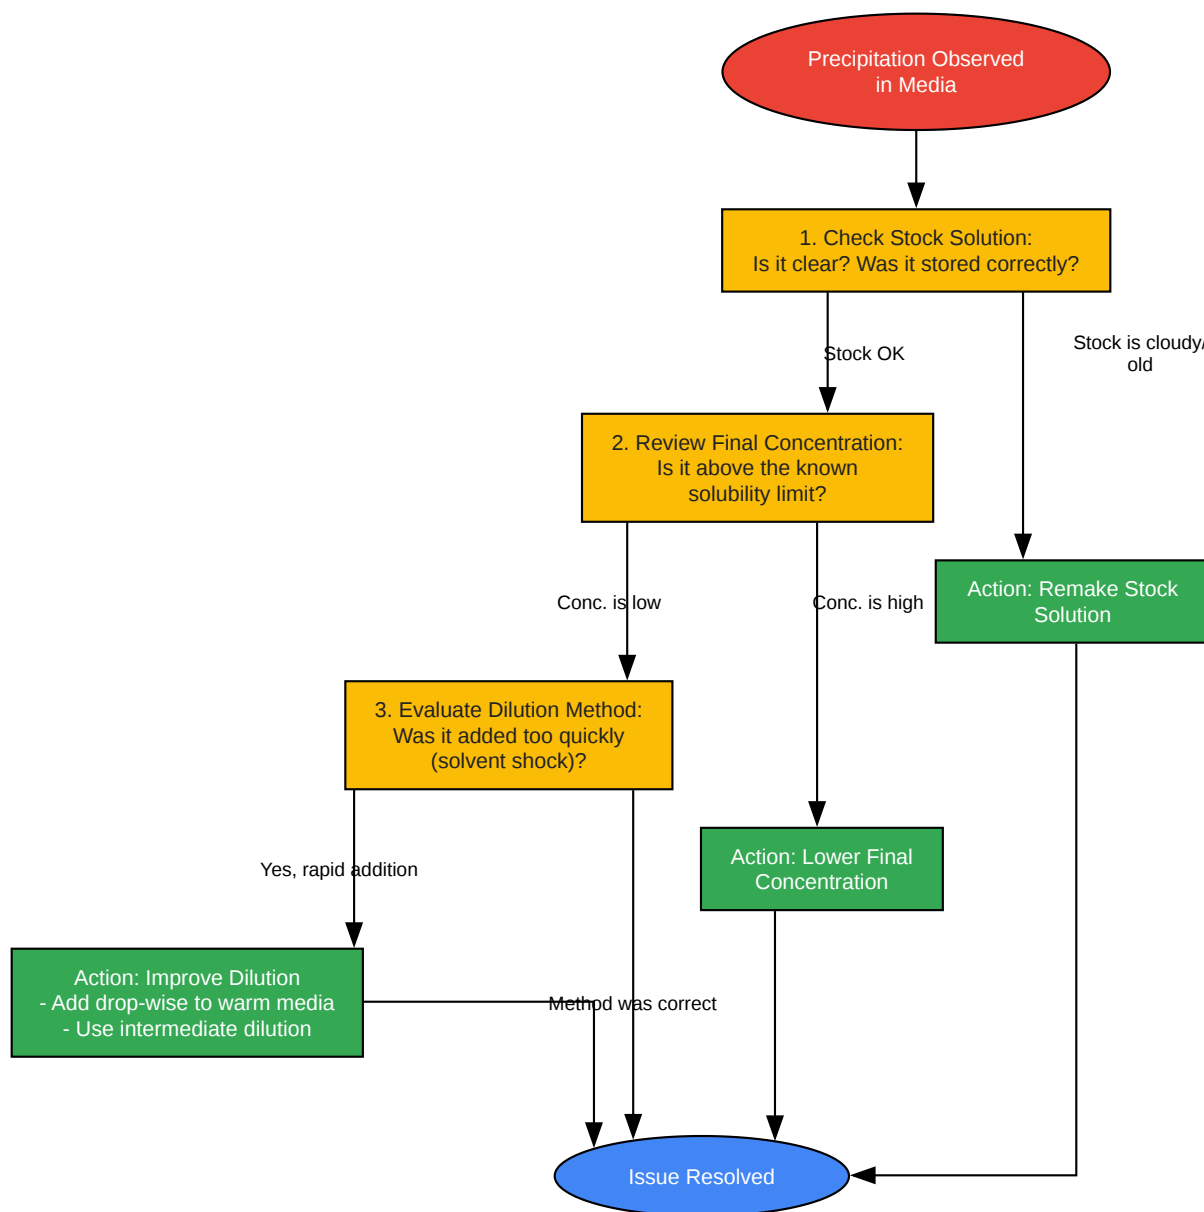 Precipitation Observed
in Media
1. Check Stock Solution:
Is it clear? Was it stored correctly?
Stock OK
Stock is cloudy/
old
2. Review Final Concentration:
Is it above the known
solubility limit?
Conc. is low
Conc. is high
Action: Remake Stock
Solution
3. Evaluate Dilution Method:
Was it added too quickly
(solvent shock)?
Yes, rapid addition
Action: Lower Final
Concentration
Action: Improve Dilution
- Add drop-wise to warm media
- Use intermediate dilution
Method was correct
Issue Resolved